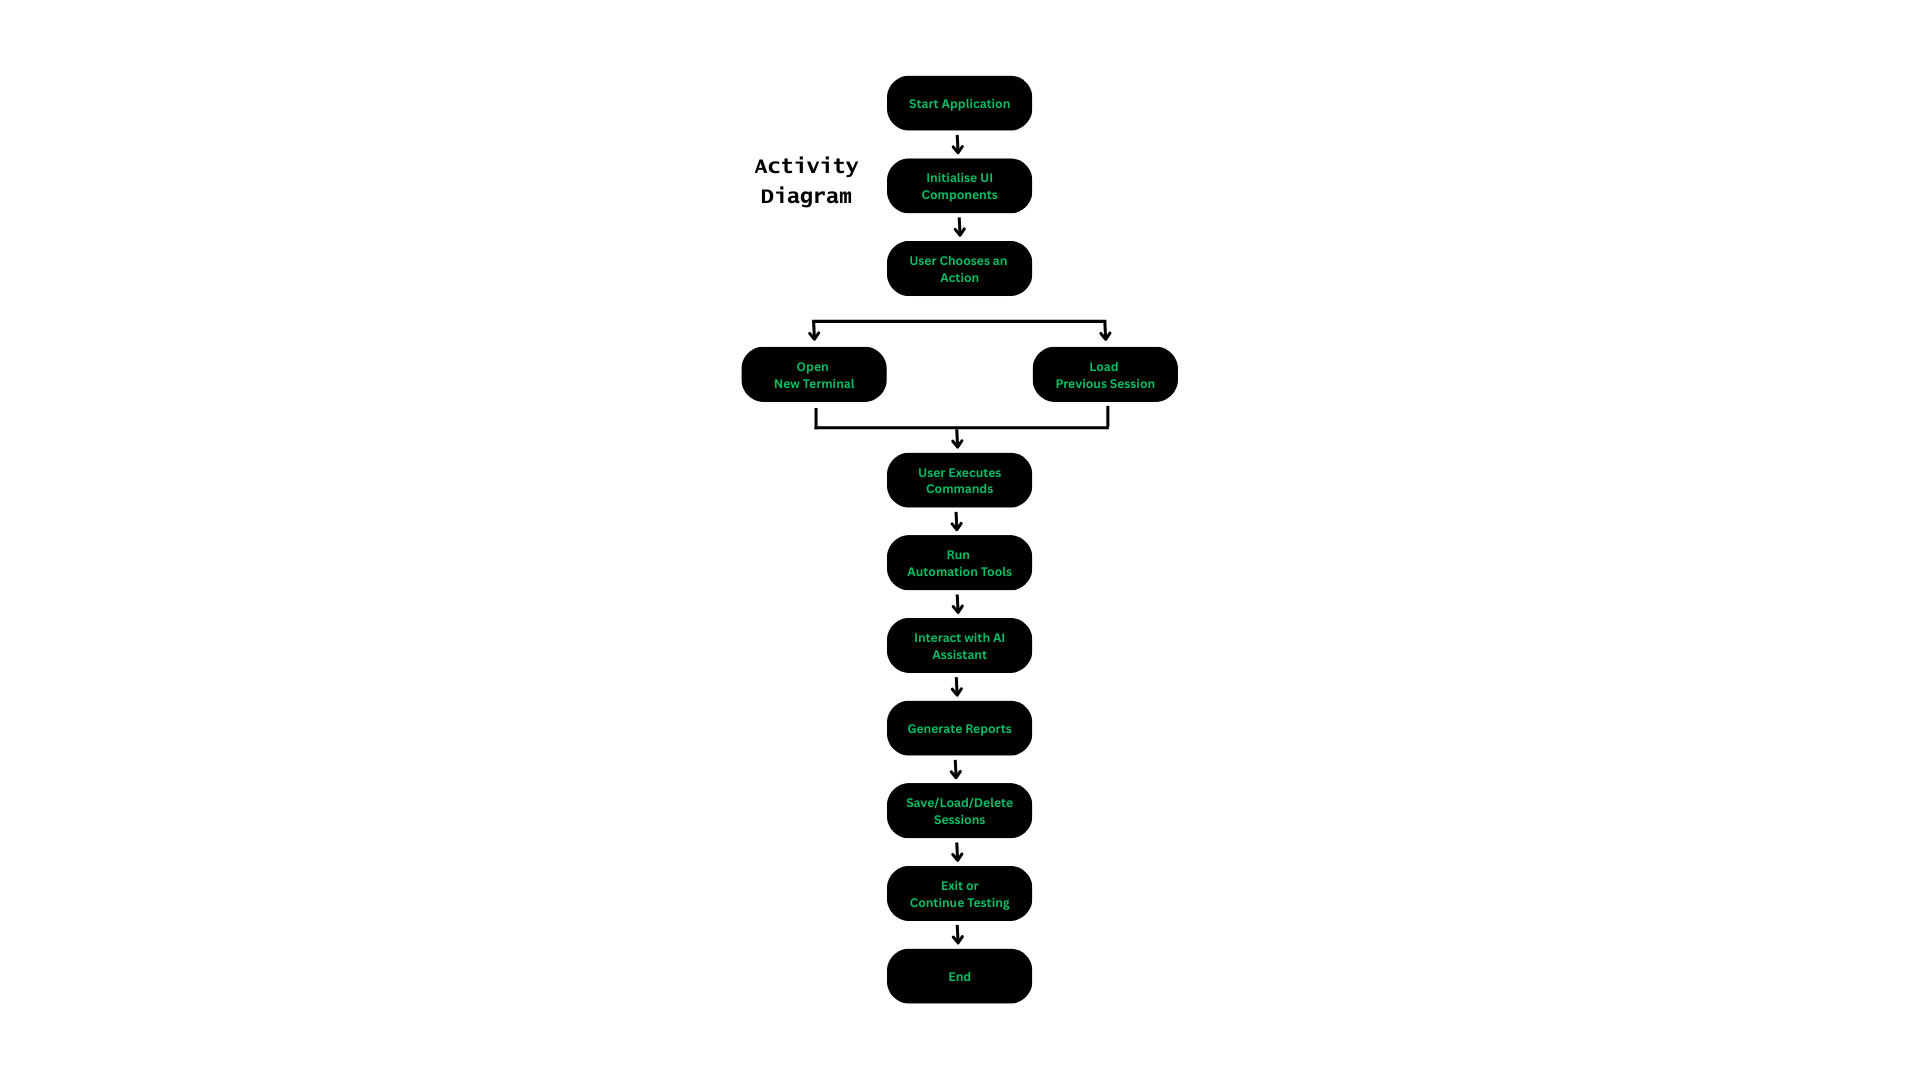 Start Application
Activity
Diagram
Initialise UI
Components
User Chooses an
Action
Open
New Terminal
Load
Previous Session
User Executes
Commands
Run
Automation Tools
Interact with AI
Assistant
Generate Reports
Save/Load/Delete
Sessions
Exit or
Continue Testing
End